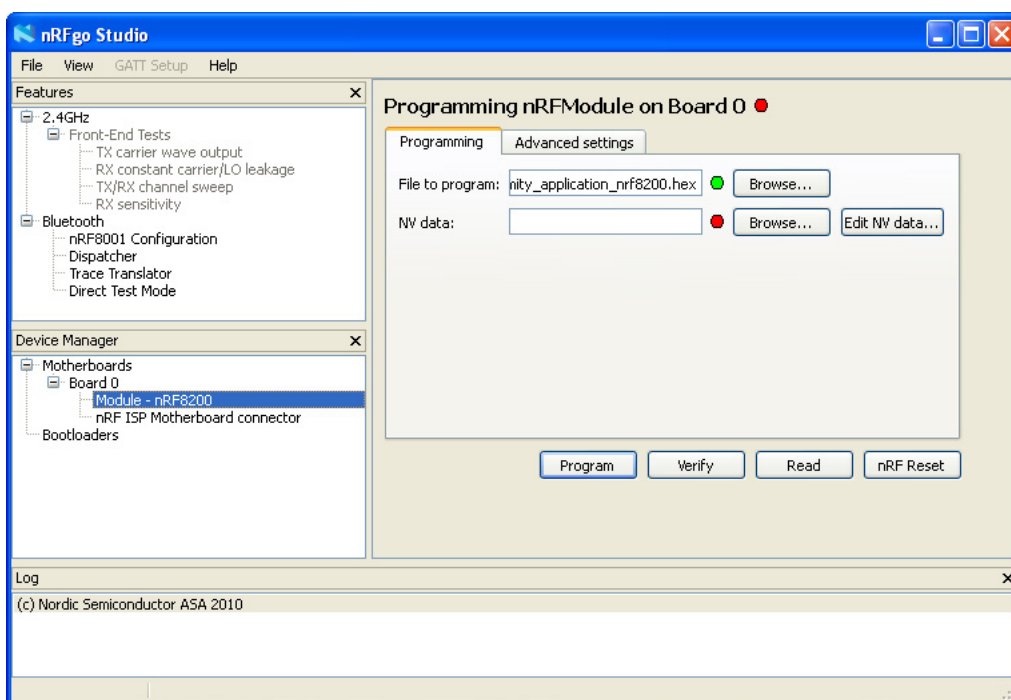 nRFgo Studio
File View GATT Setup Help
Features
2.4GHz
Front-End Tests
TX carrier wave output
RX constant carrier/LO leakage
TX/RX channel sweep
RX sensitivity
Bluetooth
nRF8001 Configuration
Dispatcher
Trace Translator
Direct Test Mode
Device Manager
Motherboards
Board 0
Module - nRF8200
nRF ISP Motherboard connector
Bootloaders
Programming nRFModule on Board 0
Programming Advanced settings
File to program: nity_application_nrf8200.hex Browse...
NV data: Browse... Edit NV data...
Program Verify Read nRF Reset
Log
(c) Nordic Semiconductor ASA 2010